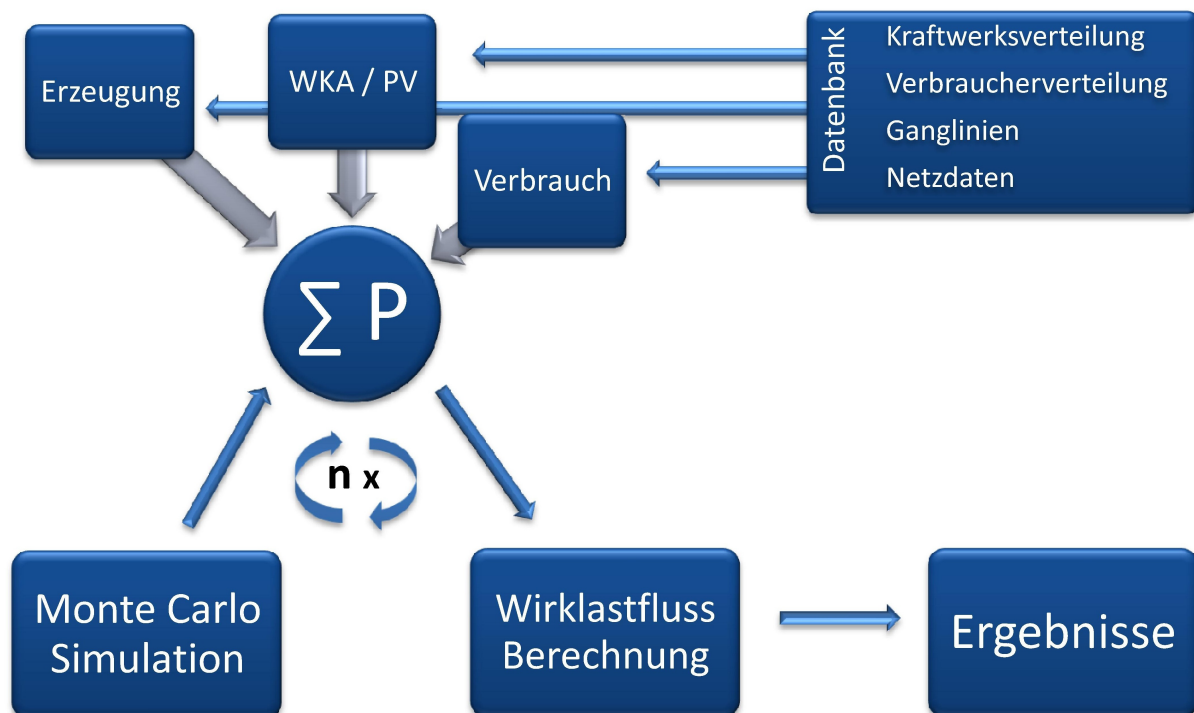 Erzeugung
WKA / PV
Verbrauch
Datenbank
Kraftwerksverteilung
Verbraucherverteilung
Ganglinien
Netzdaten
∑ P
n x
Monte Carlo
Simulation
Wirklastfluss
Berechnung
Ergebnisse